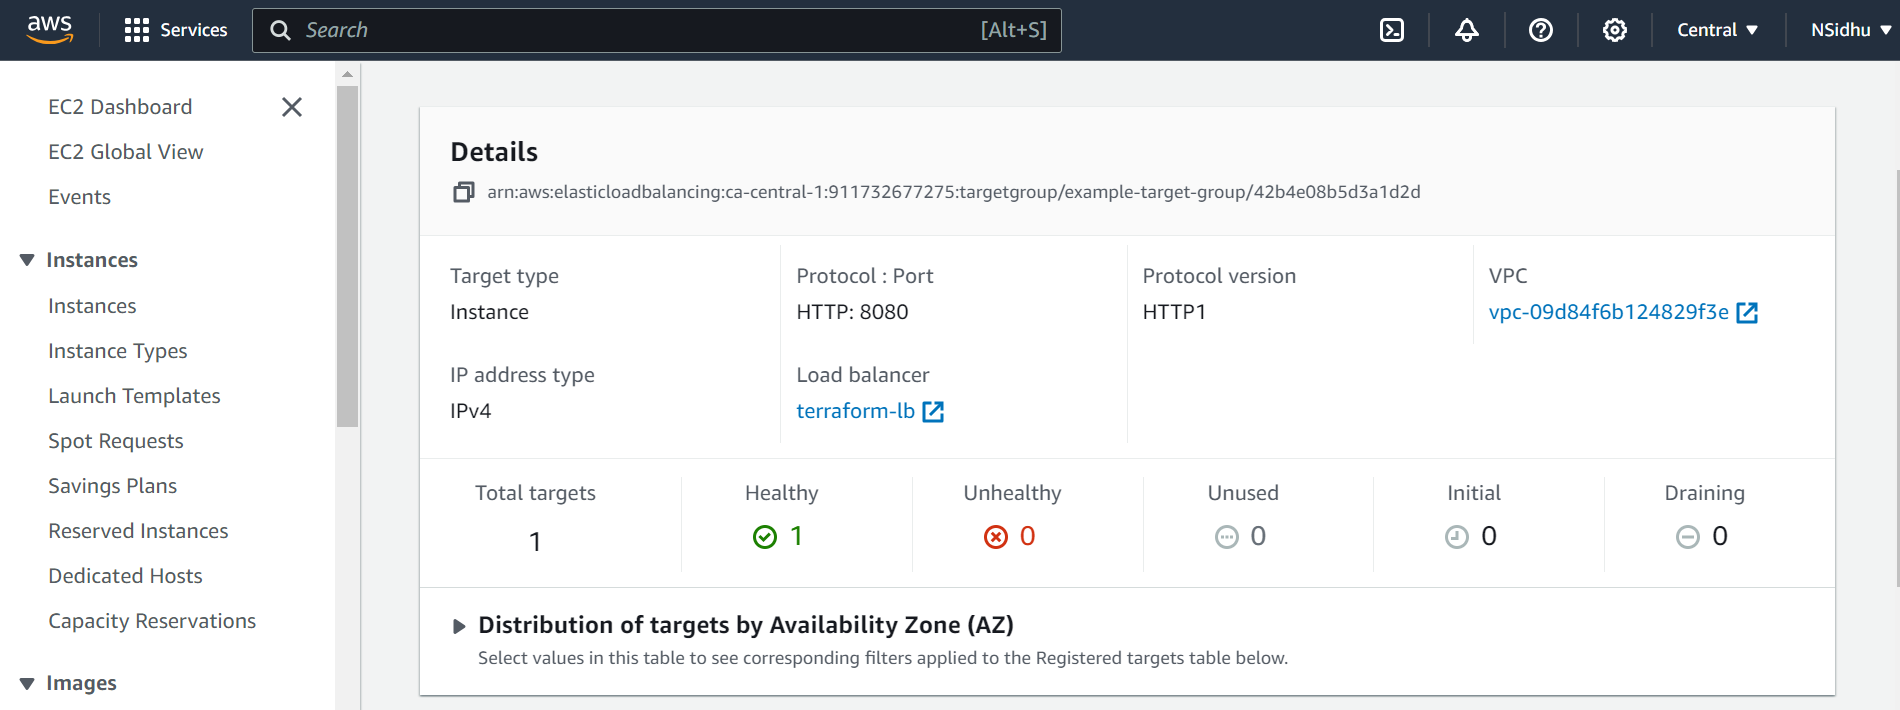 aws
Services
Search
[Alt+S]
Central
NSidhu
EC2 Dashboard
EC2 Global View
Events
Instances
Instances
Instance Types
Launch Templates
Spot Requests
Savings Plans
Reserved Instances
Dedicated Hosts
Capacity Reservations
Images
Details
arn:aws:elasticloadbalancing:ca-central-1:911732677275:targetgroup/example-target-group/42b4e08b5d3a1d2d
Target type
Instance
Protocol : Port
HTTP: 8080
Protocol version
HTTP1
VPC
vpc-09d84f6b124829f3e
IP address type
IPv4
Load balancer
terraform-lb
Total targets
1
Healthy
1
Unhealthy
0
Unused
0
Initial
0
Draining
0
Distribution of targets by Availability Zone (AZ)
Select values in this table to see corresponding filters applied to the Registered targets table below.